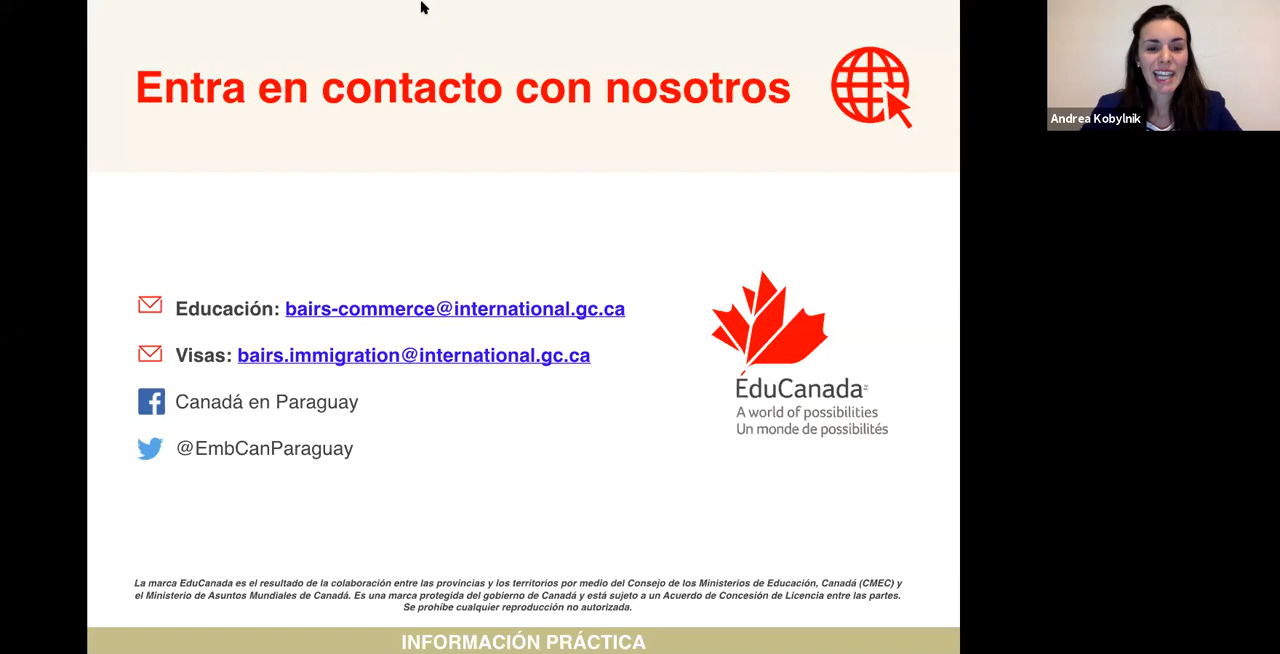 Entra en contacto con nosotros
Andrea Kobylnik
Educación: bairs-commerce@international.gc.ca
Visas: bairs.immigration@international.gc.ca
Canadá en Paraguay
@EmbCanParaguay
ÉduCanada
A world of possibilities
Un monde de possibilités
La marca EduCanada es el resultado de la colaboración entre las provincias y los territorios por medio del Consejo de los Ministerios de Educación, Canadá (CMEC) y
el Ministerio de Asuntos Mundiales de Canadá. Es una marca protegida del gobierno de Canadá y está sujeto a un Acuerdo de Concesión de Licencia entre las partes.
Se prohíbe cualquier reproducción no autorizada.
INFORMACIÓN PRÁCTICA